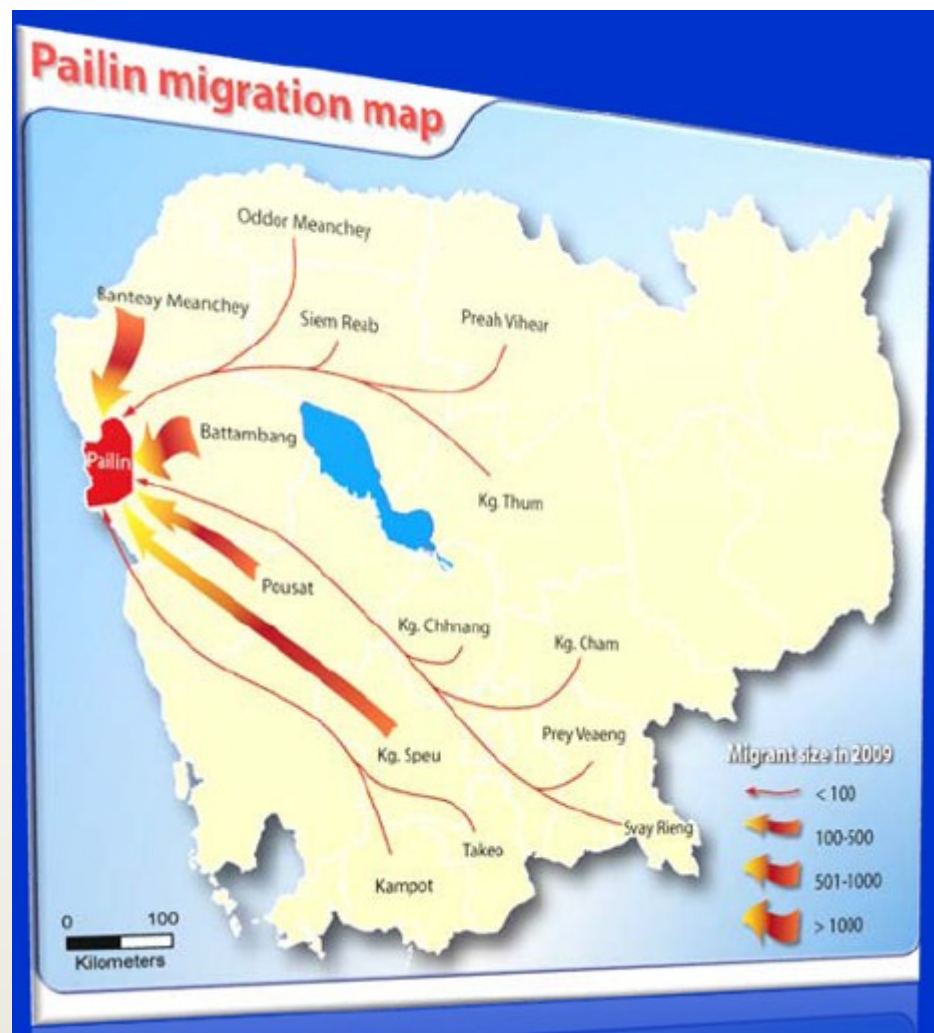 Pailin migration map
Oddor Meanchey
Banteay Meanchey
Siem Reab
Preah Vihear
Battambang
Pailin
Kg. Thum
Pousat
Kg. Chhnang
Kg. Cham
Prey Veaeng
Kg. Speu
Svay Rieng
Takeo
Kampot
Migrant size in 2009
< 100
100-500
501-1000
> 1000
0 100
Kilometers